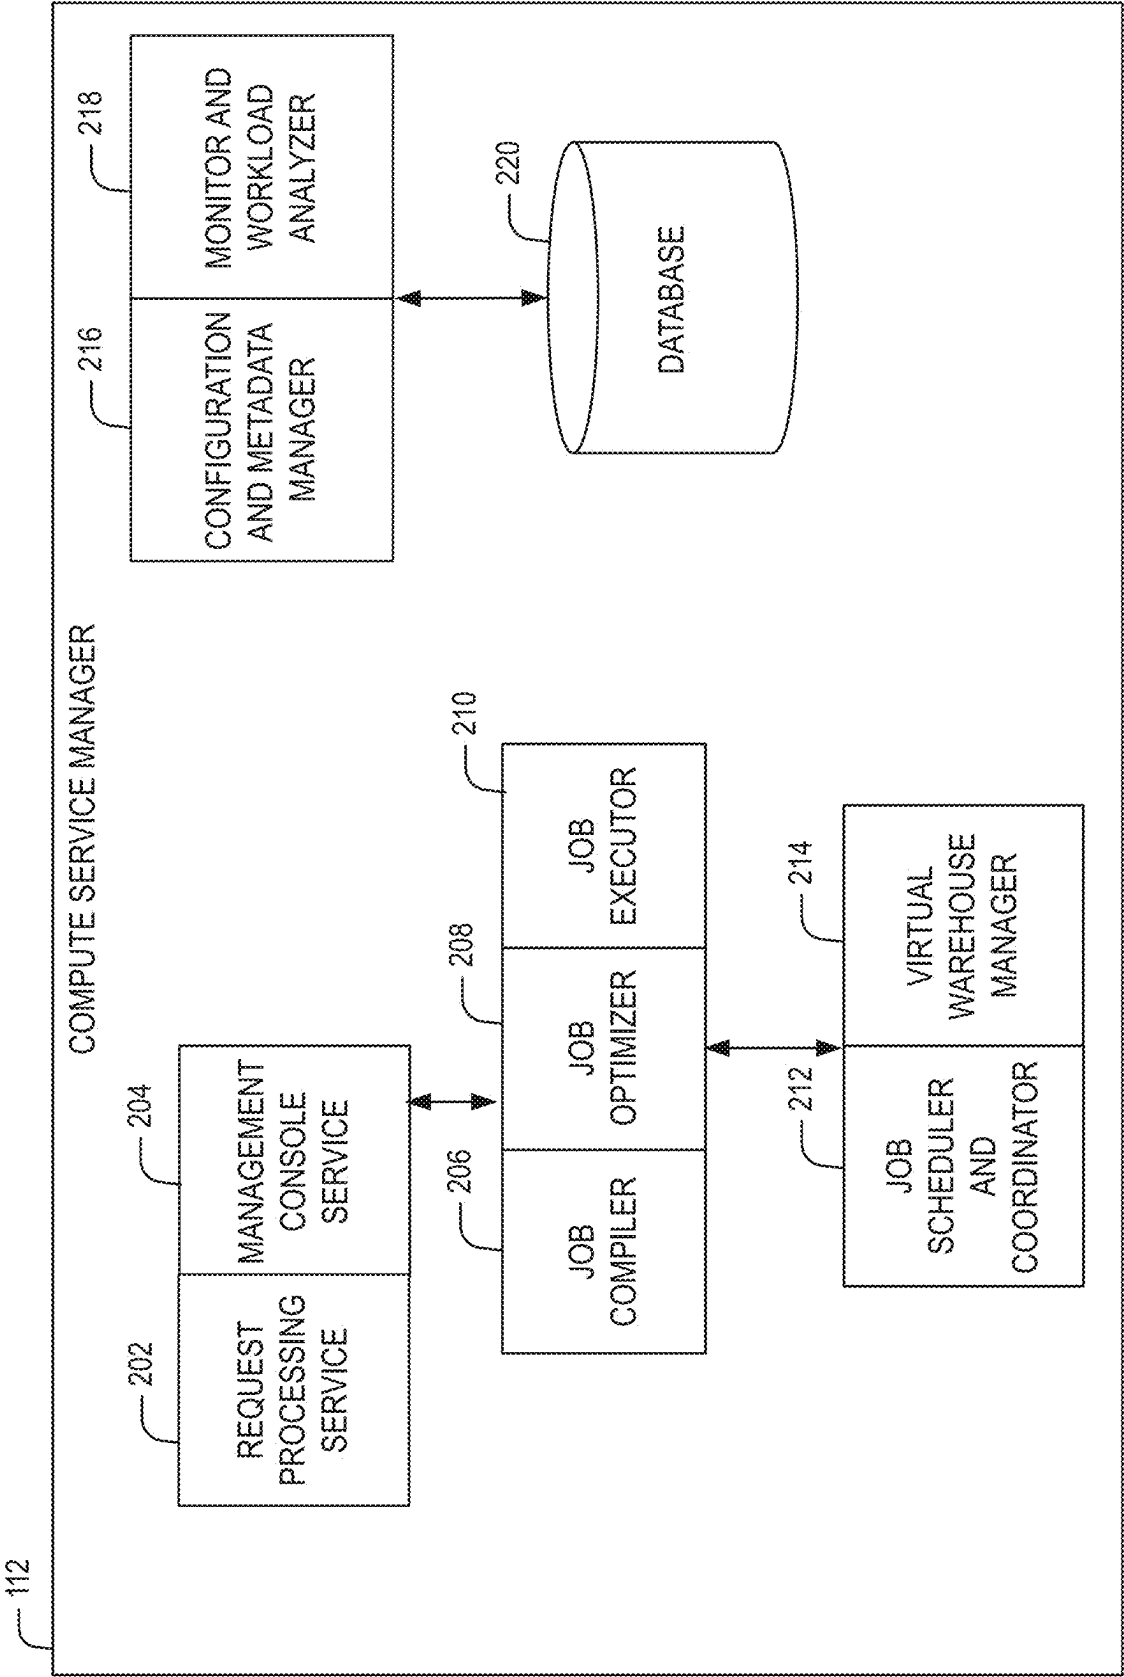 112
COMPUTE SERVICE MANAGER
202
REQUEST
PROCESSING
SERVICE
204
MANAGEMENT
CONSOLE
SERVICE
206
JOB
COMPILER
208
JOB
OPTIMIZER
210
JOB
EXECUTOR
212
JOB
SCHEDULER
AND
COORDINATOR
214
VIRTUAL
WAREHOUSE
MANAGER
216
CONFIGURATION
AND METADATA
MANAGER
218
MONITOR AND
WORKLOAD
ANALYZER
220
DATABASE